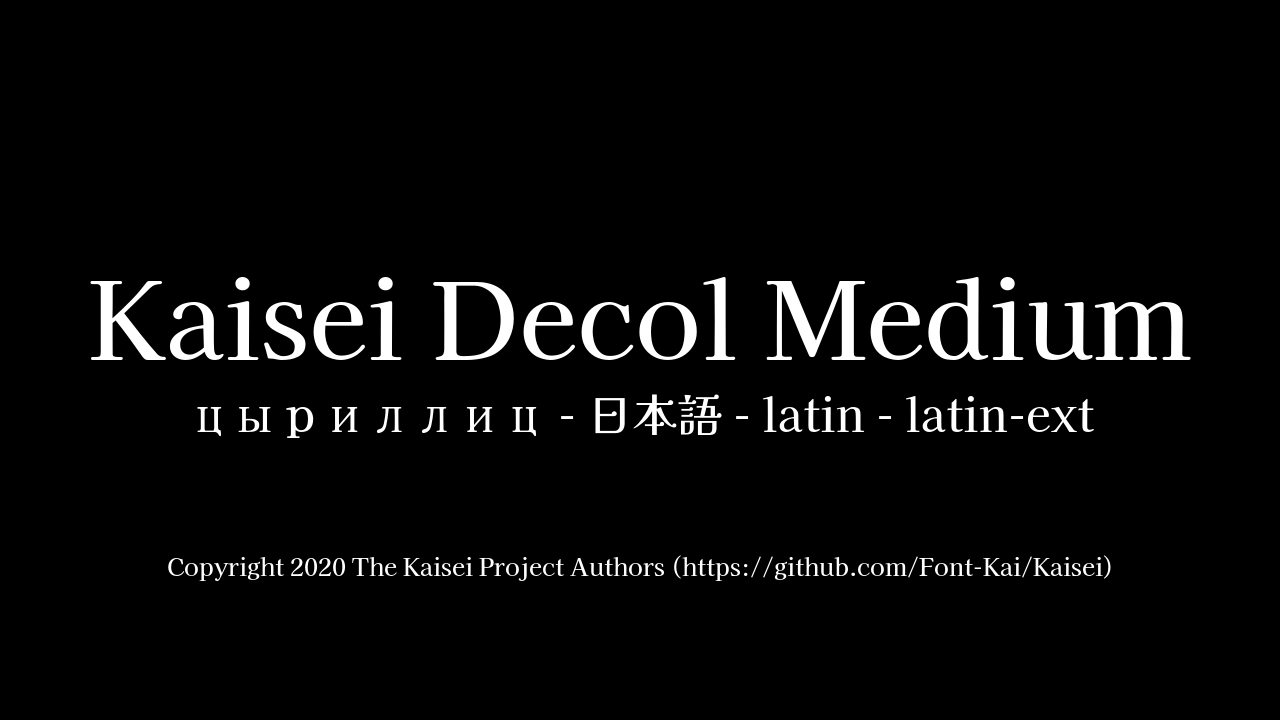 Kaisei Decol Medium
цыриллиц - 日本語 - latin - latin-ext
Copyright 2020 The Kaisei Project Authors (https://github.com/Font-Kai/Kaisei)